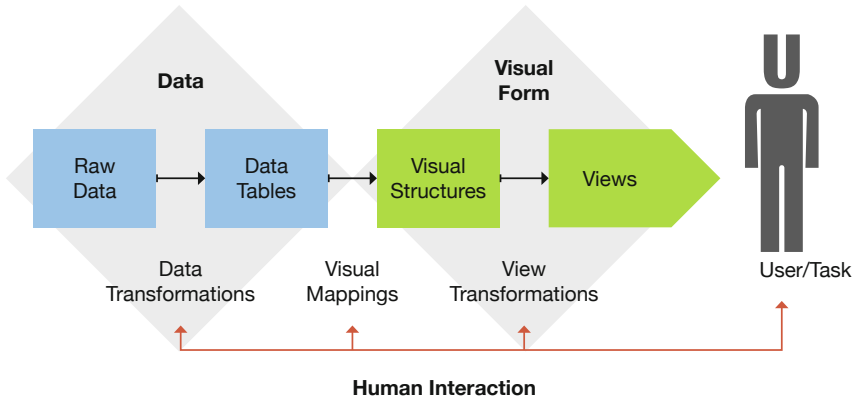 Data
Visual
Form
Raw
Data
Data
Tables
Visual
Structures
Views
Data
Transformations
Visual
Mappings
View
Transformations
User/Task
Human Interaction